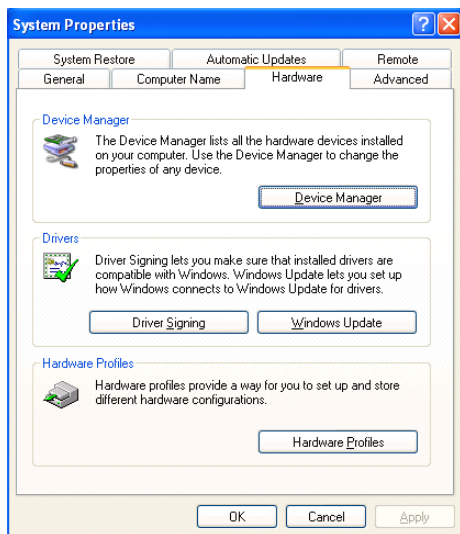 System Properties
System Restore
Automatic Updates
Remote
General
Computer Name
Hardware
Advanced
Device Manager
The Device Manager lists all the hardware devices installed
on your computer. Use the Device Manager to change the
properties of any device.
Device Manager
Drivers
Driver Signing lets you make sure that installed drivers are
compatible with Windows. Windows Update lets you set up
how Windows connects to Windows Update for drivers.
Driver Signing
Windows Update
Hardware Profiles
Hardware profiles provide a way for you to set up and store
different hardware configurations.
Hardware Profiles
OK
Cancel
Apply